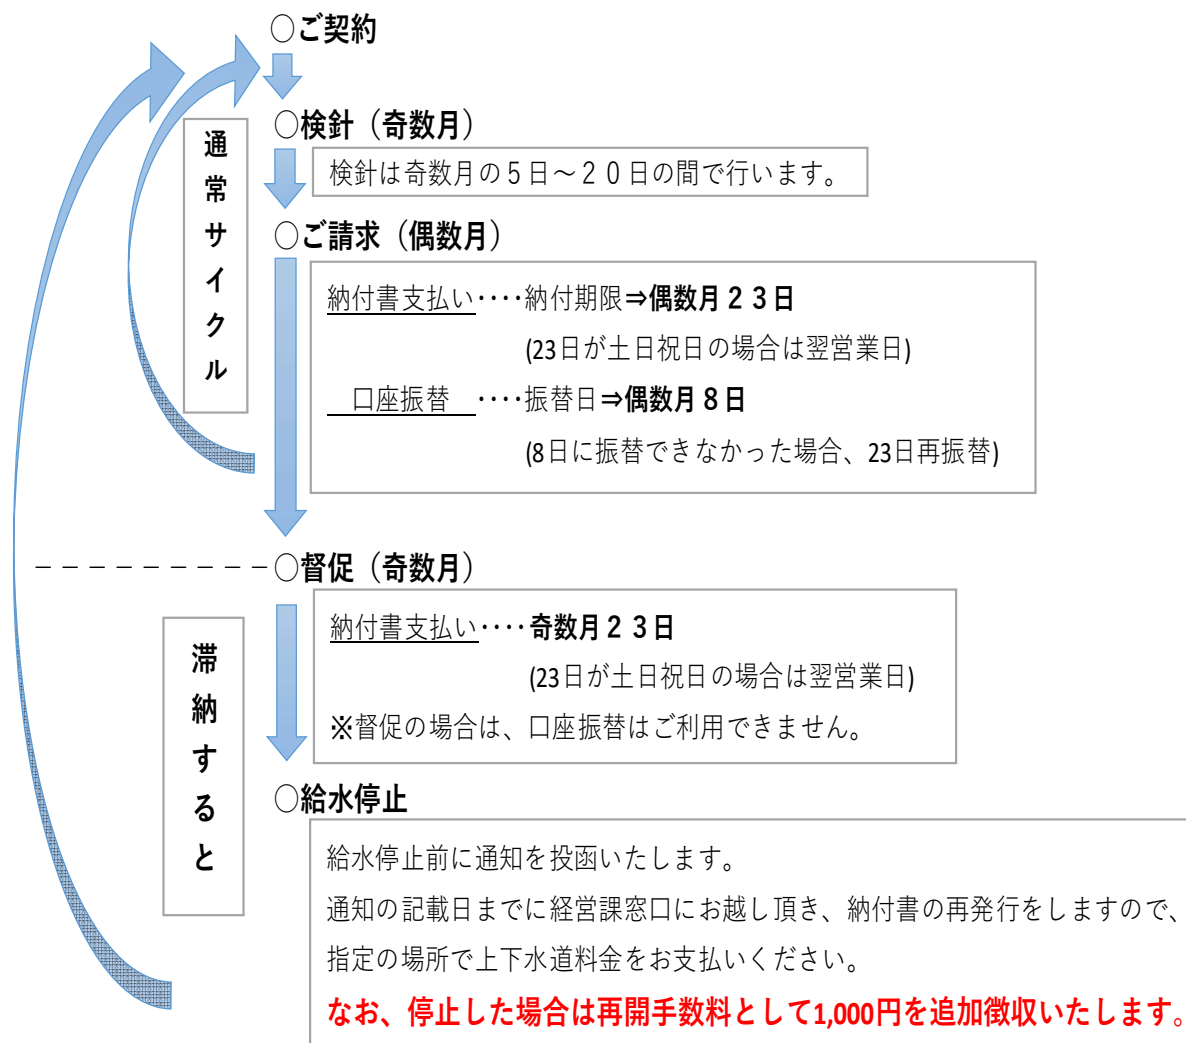 ○ご契約
○検針（奇数月）
検針は奇数月の５日～２０日の間で行います。
通常サイクル
○ご請求（偶数月）
納付書支払い････納付期限⇒偶数月２３日
(23日が土日祝日の場合は翌営業日)
口座振替 ････振替日⇒偶数月８日
(8日に振替できなかった場合、23日再振替)
○督促（奇数月）
納付書支払い････奇数月２３日
(23日が土日祝日の場合は翌営業日)
※督促の場合は、口座振替はご利用できません。
滞納すると
○給水停止
給水停止前に通知を投函いたします。
通知の記載日までに経営課窓口にお越し頂き、納付書の再発行をしますので、
指定の場所で上下水道料金をお支払いください。
なお、停止した場合は再開手数料として1,000円を追加徴収いたします。